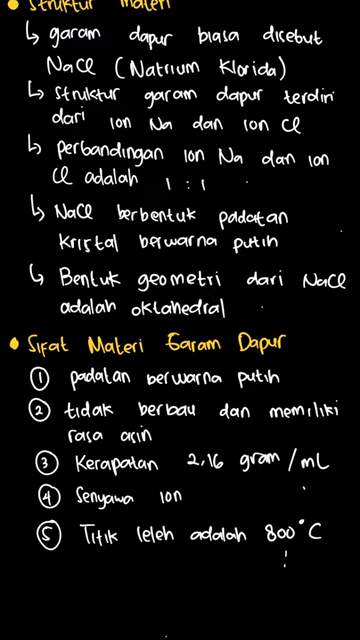 Struktur Materi
↳ garam dapur biasa disebut
NaCl (Natrium Klorida)
↳ Struktur garam dapur terdiri
dari ion Na dan ion Cl
↳ perbandingan ion Na dan ion
Cl adalah 1 : 1
↳ NaCl berbentuk padatan
kristal berwarna putih
↳ Bentuk geometri dari NaCl
adalah oktahedral
• Sifat Materi Garam Dapur
① padatan berwarna putih
② tidak berbau dan memiliki
rasa asin
③ Kerapatan 2,16 gram/mL
④ Senyawa ion
⑤ Titik leleh adalah 800°C